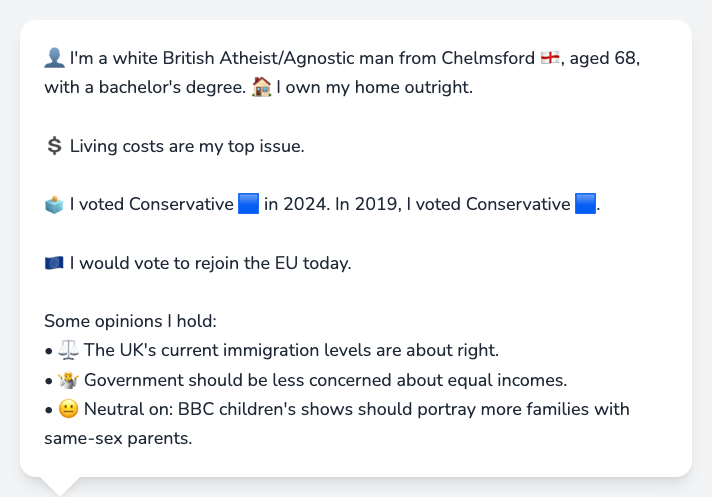 👤 I'm a white British Atheist/Agnostic man from Chelmsford 🏴󠁧󠁢󠁥󠁮󠁧󠁿, aged 68,
with a bachelor's degree. 🏠 I own my home outright.
💲 Living costs are my top issue.
🗳️ I voted Conservative 🟦 in 2024. In 2019, I voted Conservative 🟦.
🇪🇺 I would vote to rejoin the EU today.
Some opinions I hold:
• ⚖️ The UK's current immigration levels are about right.
• 🤷 Government should be less concerned about equal incomes.
• 😐 Neutral on: BBC children's shows should portray more families with
same-sex parents.